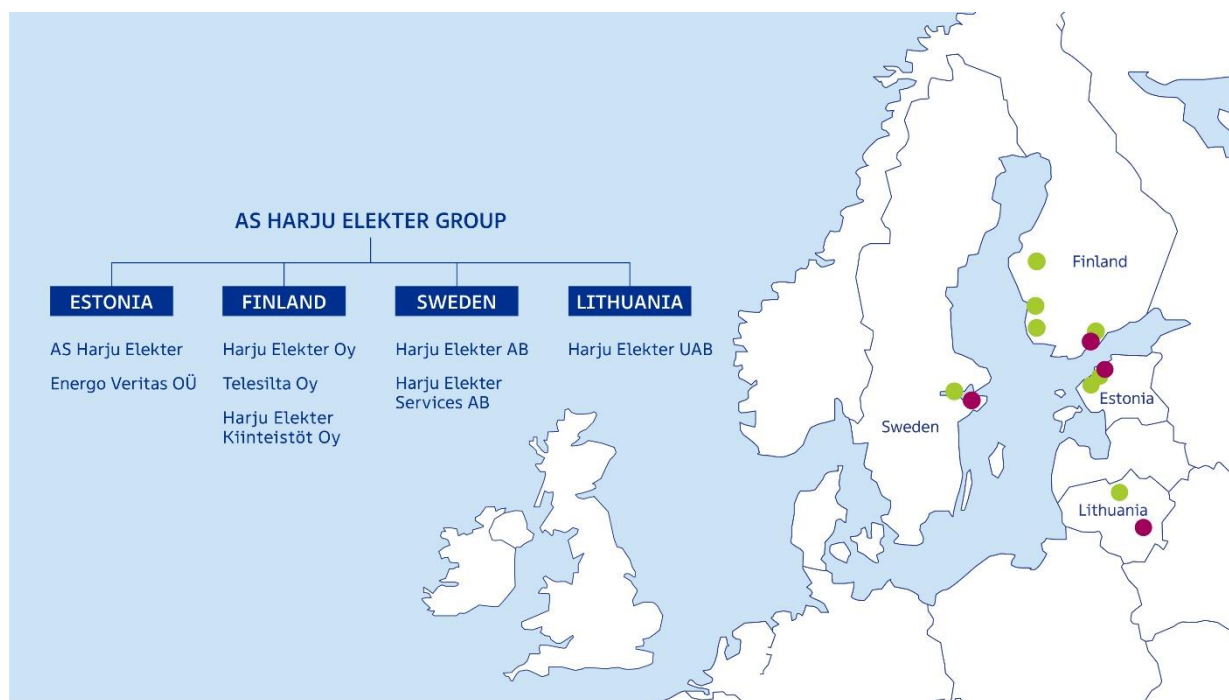 AS HARJU ELEKTER GROUP
ESTONIA
AS Harju Elekter
Energo Veritas OÜ
FINLAND
Harju Elekter Oy
Telesilta Oy
Harju Elekter
Kiinteistöt Oy
SWEDEN
Harju Elekter AB
Harju Elekter
Services AB
LITHUANIA
Harju Elekter UAB
Finland
Estonia
Sweden
Lithuania